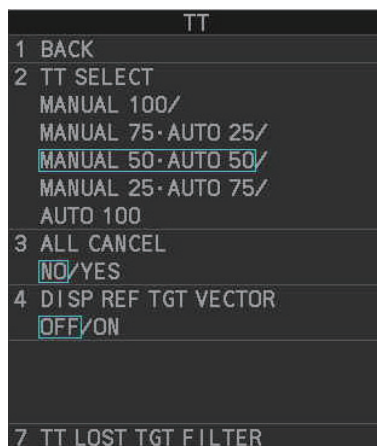 TT
1 BACK
2 TT SELECT
MANUAL 100/
MANUAL 75・AUTO 25/
MANUAL 50・AUTO 50/
MANUAL 25・AUTO 75/
AUTO 100
3 ALL CANCEL
NO/YES
4 DISP REF TGT VECTOR
OFF/ON
7 TT LOST TGT FILTER